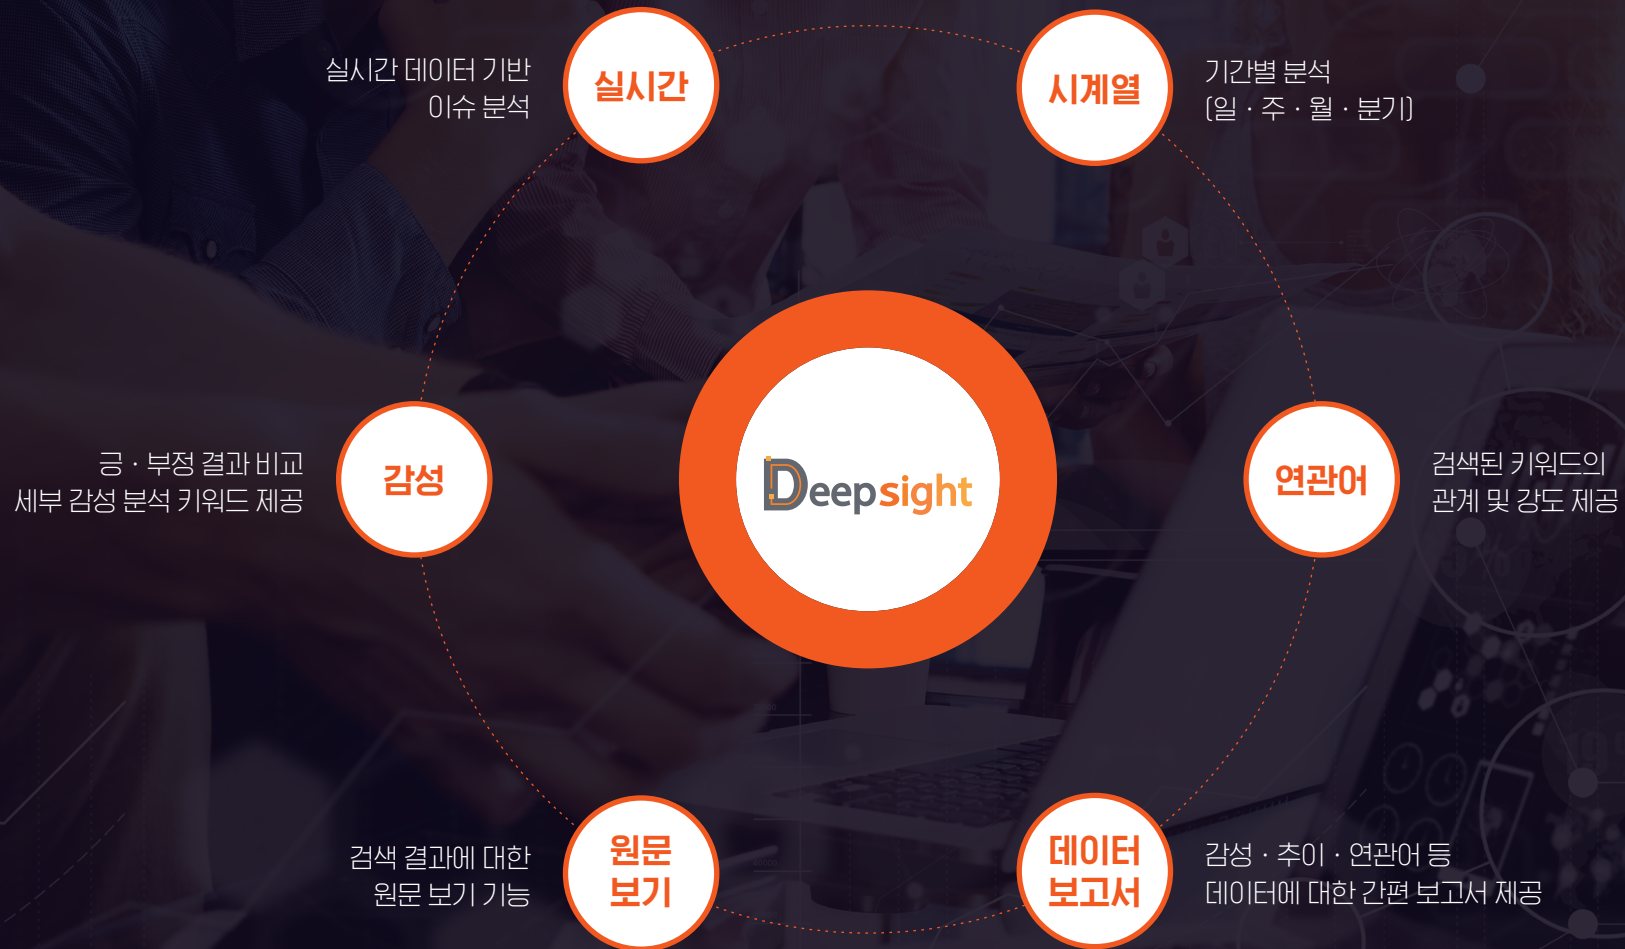 실시간 데이터 기반
이슈 분석
실시간
시계열
기간별 분석
(일 · 주 · 월 · 분기)
긍 · 부정 결과 비교
세부 감성 분석 키워드 제공
감성
Deepsight
연관어
검색된 키워드의
관계 및 강도 제공
검색 결과에 대한
원문 보기 기능
원문
보기
데이터
보고서
감성 · 추이 · 연관어 등
데이터에 대한 간편 보고서 제공